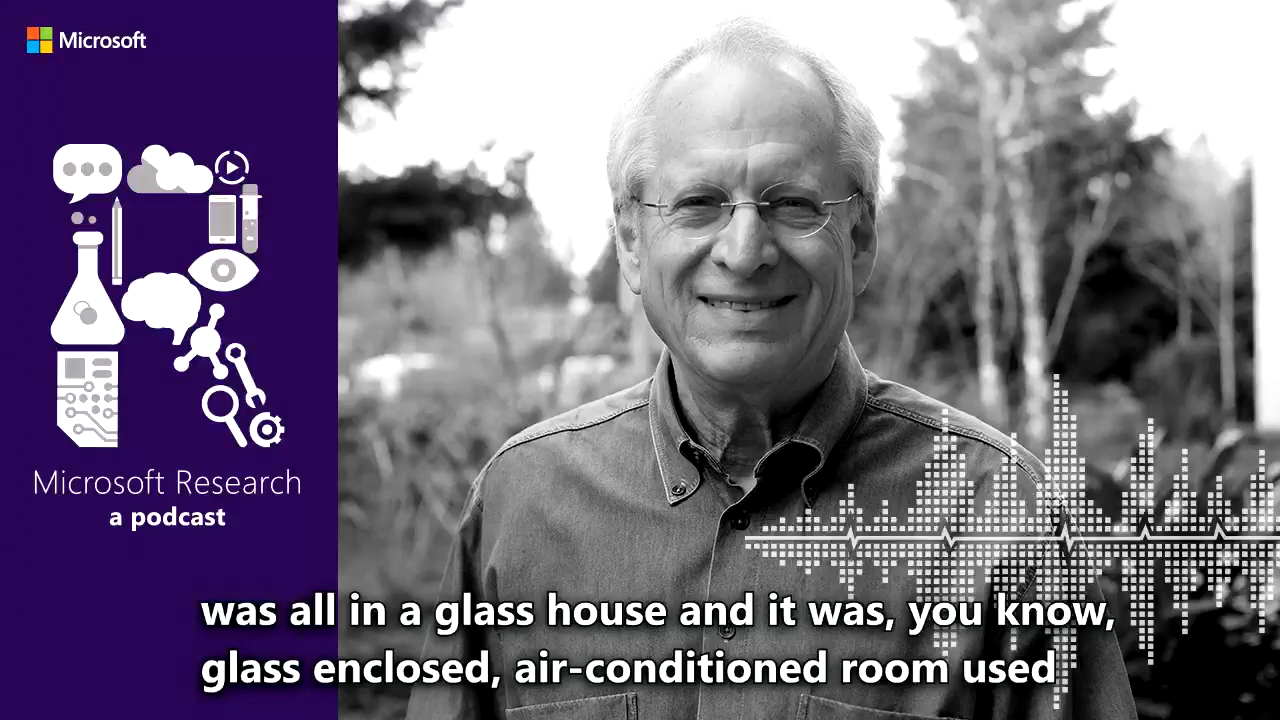 Microsoft
Microsoft Research
a podcast
was all in a glass house and it was, you know,
glass enclosed, air-conditioned room used